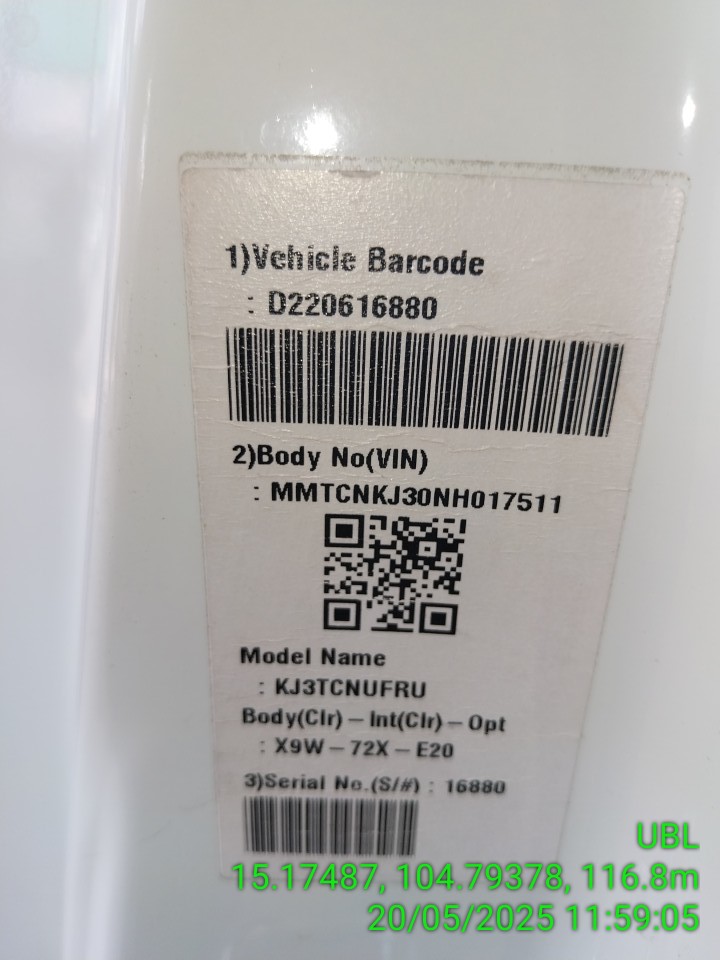 1)Vehicle Barcode
: D220616880
2)Body No(VIN)
: MMTCNKJ30NH017511
Model Name
: KJ3TCNUFRU
Body(Clr) – Int(Clr) – Opt
: X9W – 72X – E20
3)Serial No.(S/#) : 16880
UBL
15.17487, 104.79378, 116.8m
20/05/2025 11:59:05